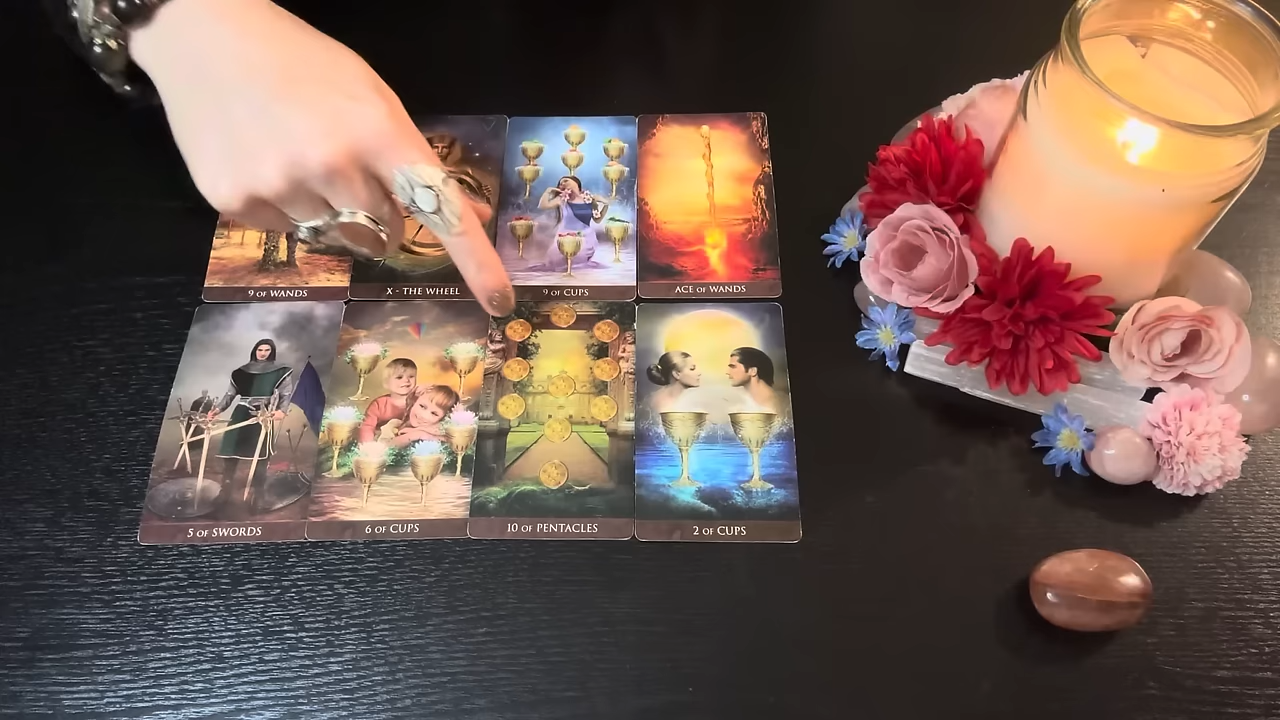 9 OF WANDS
X - THE WHEEL
9 OF CUPS
ACE OF WANDS
5 OF SWORDS
6 OF CUPS
10 OF PENTACLES
2 OF CUPS